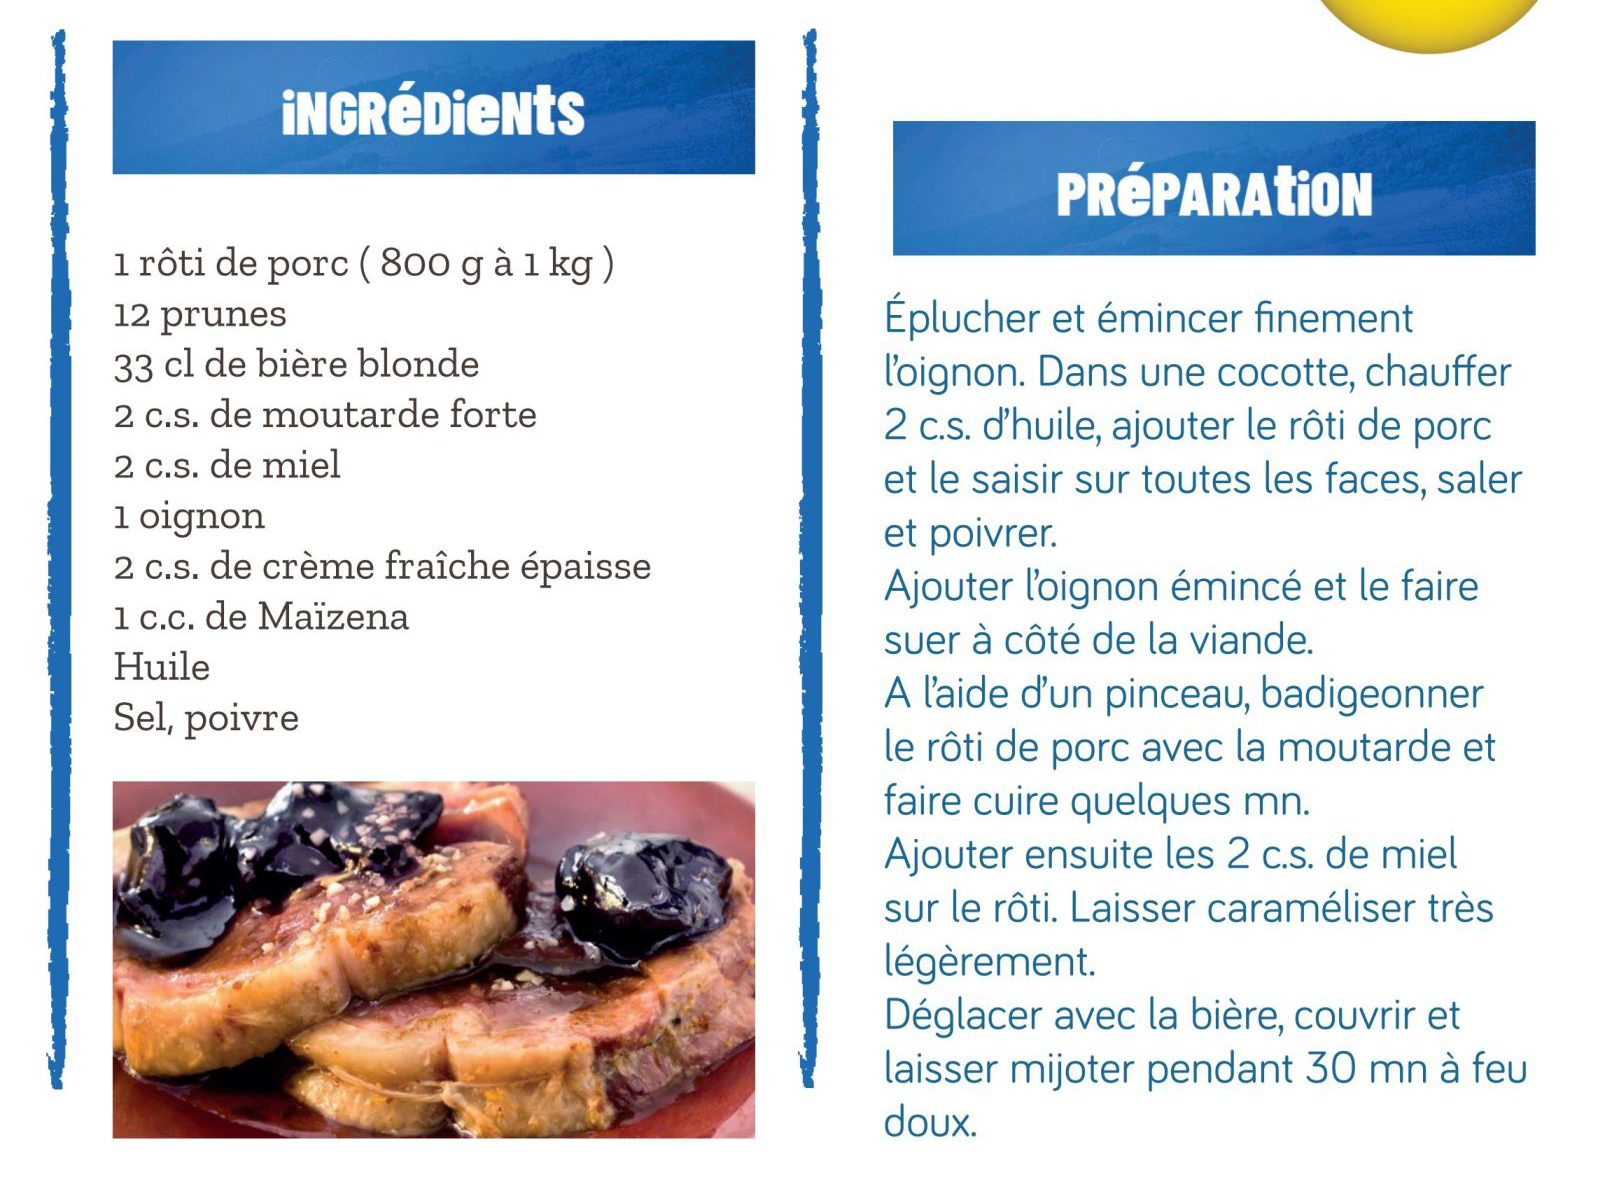 iNGRéDieNtS
1 rôti de porc ( 800 g à 1 kg )
12 prunes
33 cl de bière blonde
2 c.s. de moutarde forte
2 c.s. de miel
1 oignon
2 c.s. de crème fraîche épaisse
1 c.c. de Maïzena
Huile
Sel, poivre
PRéPARAtiON
Éplucher et émincer finement
l’oignon. Dans une cocotte, chauffer
2 c.s. d’huile, ajouter le rôti de porc
et le saisir sur toutes les faces, saler
et poivrer.
Ajouter l’oignon émincé et le faire
suer à côté de la viande.
A l’aide d’un pinceau, badigeonner
le rôti de porc avec la moutarde et
faire cuire quelques mn.
Ajouter ensuite les 2 c.s. de miel
sur le rôti. Laisser caraméliser très
légèrement.
Déglacer avec la bière, couvrir et
laisser mijoter pendant 30 mn à feu
doux.